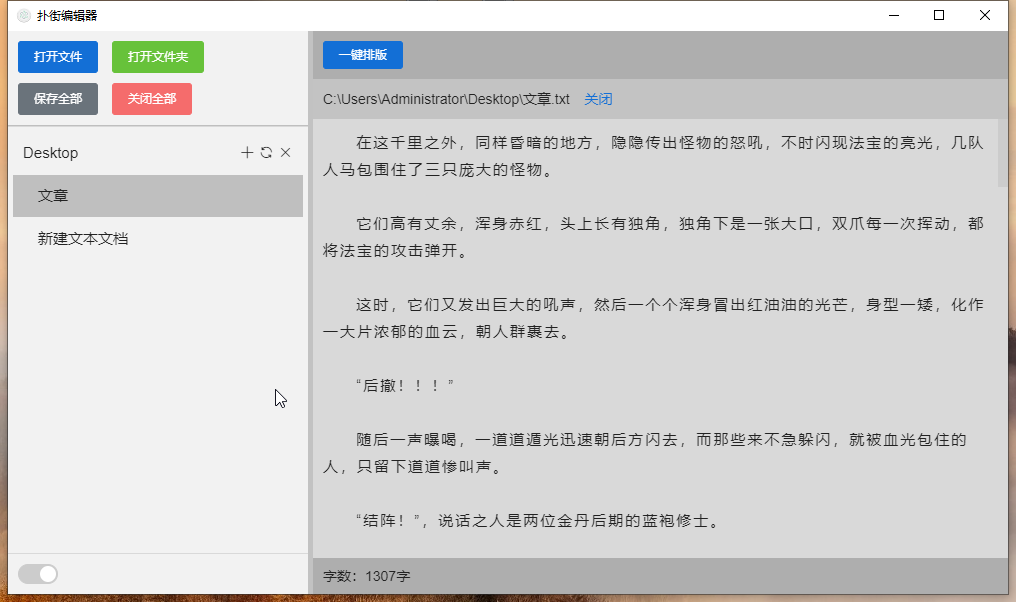 扑街编辑器
打开文件 打开文件夹
保存全部 关闭全部
Desktop
文章
新建文本文档
一键排版
C:\Users\Administrator\Desktop\文章.txt 关闭
在这千里之外，同样昏暗的地方，隐隐传出怪物的怒吼，不时闪现法宝的亮光，几队
人马包围住了三只庞大的怪物。
它们高有丈余，浑身赤红，头上长有独角，独角下是一张大口，双爪每一次挥动，都
将法宝的攻击弹开。
这时，它们又发出巨大的吼声，然后一个个浑身冒出红油油的光芒，身型一矮，化作
一大片浓郁的血云，朝人群裹去。
“后撤！！！”
随后一声曝喝，一道道遁光迅速朝后方闪去，而那些来不急躲闪，就被血光包住的
人，只留下道道惨叫声。
“结阵！”，说话之人是两位金丹后期的蓝袍修士。
字数：1307字